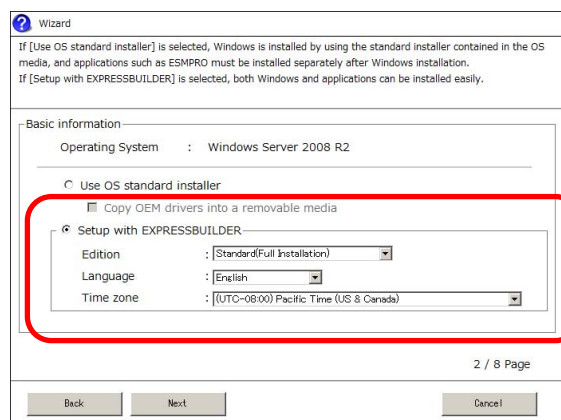 Wizard
If [Use OS standard installer] is selected, Windows is installed by using the standard installer contained in the OS
media, and applications such as ESMPRO must be installed separately after Windows installation.
If [Setup with EXPRESSBUILDER] is selected, both Windows and applications can be installed easily.
Basic information
Operating System : Windows Server 2008 R2
Use OS standard installer
Copy OEM drivers into a removable media
Setup with EXPRESSBUILDER
Edition : Standard(Full Installation)
Language : English
Time zone : (UTC-08:00) Pacific Time (US & Canada)
2 / 8 Page
Back Next Cancel